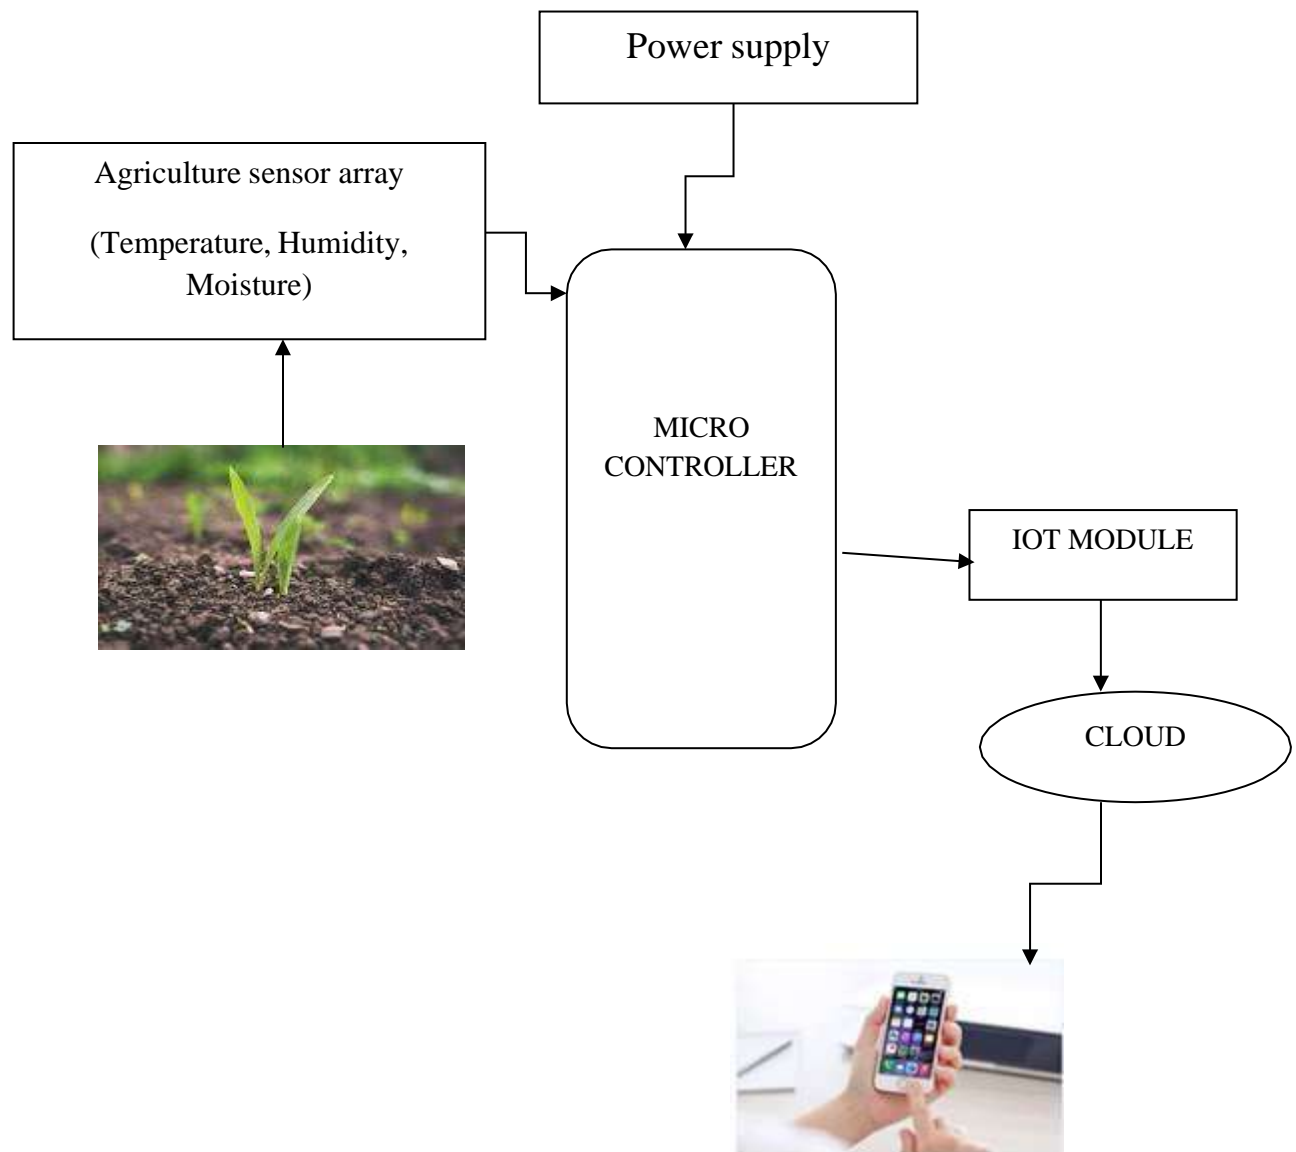 Power supply
Agriculture sensor array
(Temperature, Humidity,
Moisture)
MICRO
CONTROLLER
IOT MODULE
CLOUD